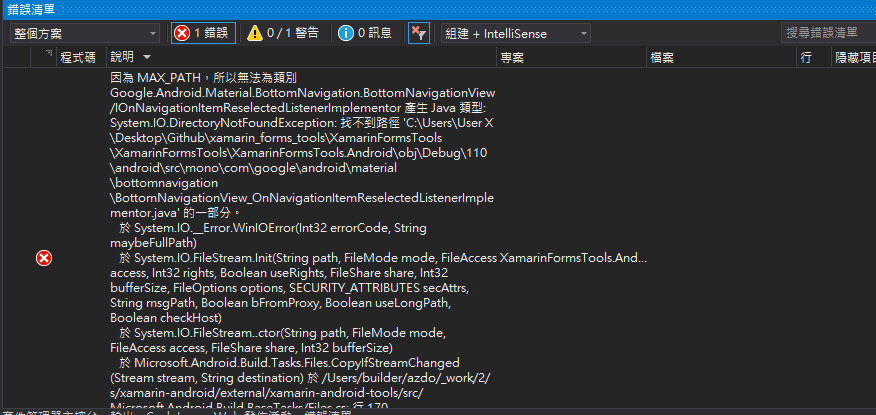 錯誤清單
整個方案 1 錯誤 0 / 1 警告 0 訊息 組建 + IntelliSense 搜尋錯誤清單
程式碼 說明 專案 檔案 行 隱藏項目
因為 MAX_PATH，所以無法為類別
Google.Android.Material.BottomNavigation.BottomNavigationView
/IOnNavigationItemReselectedListenerImplementor 產生 Java 類型:
System.IO.DirectoryNotFoundException: 找不到路徑 'C:\Users\User X
\Desktop\Github\xamarin_forms_tools\XamarinFormsTools
\XamarinFormsTools\XamarinFormsTools.Android\obj\Debug\110
\android\src\mono\com\google\android\material
\bottomnavigation
\BottomNavigationView_OnNavigationItemReselectedListenerImple
mentor.java' 的一部分。
於 System.IO.__Error.WinIOError(Int32 errorCode, String
maybeFullPath)
於 System.IO.FileStream.Init(String path, FileMode mode, FileAccess XamarinFormsTools.And...
access, Int32 rights, Boolean useRights, FileShare share, Int32
bufferSize, FileOptions options, SECURITY_ATTRIBUTES secAttrs,
String msgPath, Boolean bFromProxy, Boolean useLongPath,
Boolean checkHost)
於 System.IO.FileStream..ctor(String path, FileMode mode,
FileAccess access, FileShare share, Int32 bufferSize)
於 Microsoft.Android.Build.Tasks.Files.CopyIfStreamChanged
(Stream stream, String destination) 於 /Users/builder/azdo/_work/2/
s/xamarin-android/external/xamarin-android-tools/src/
Microsoft.Android.Build.BaseTasks/Files.cs: 行 170